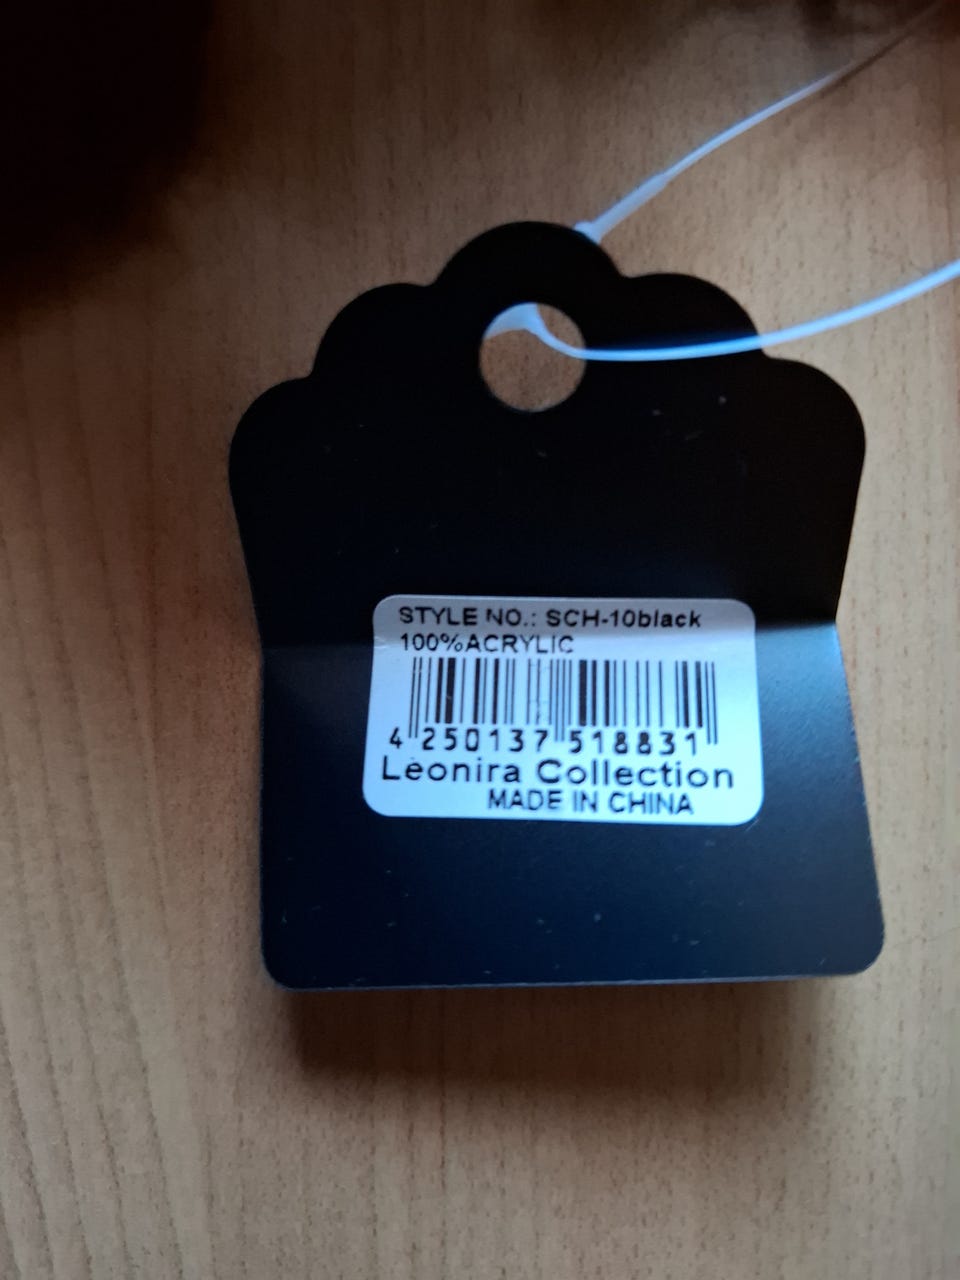 STYLE NO.: SCH-10black
100%ACRYLIC
4 250137 518831
Leonira Collection
MADE IN CHINA